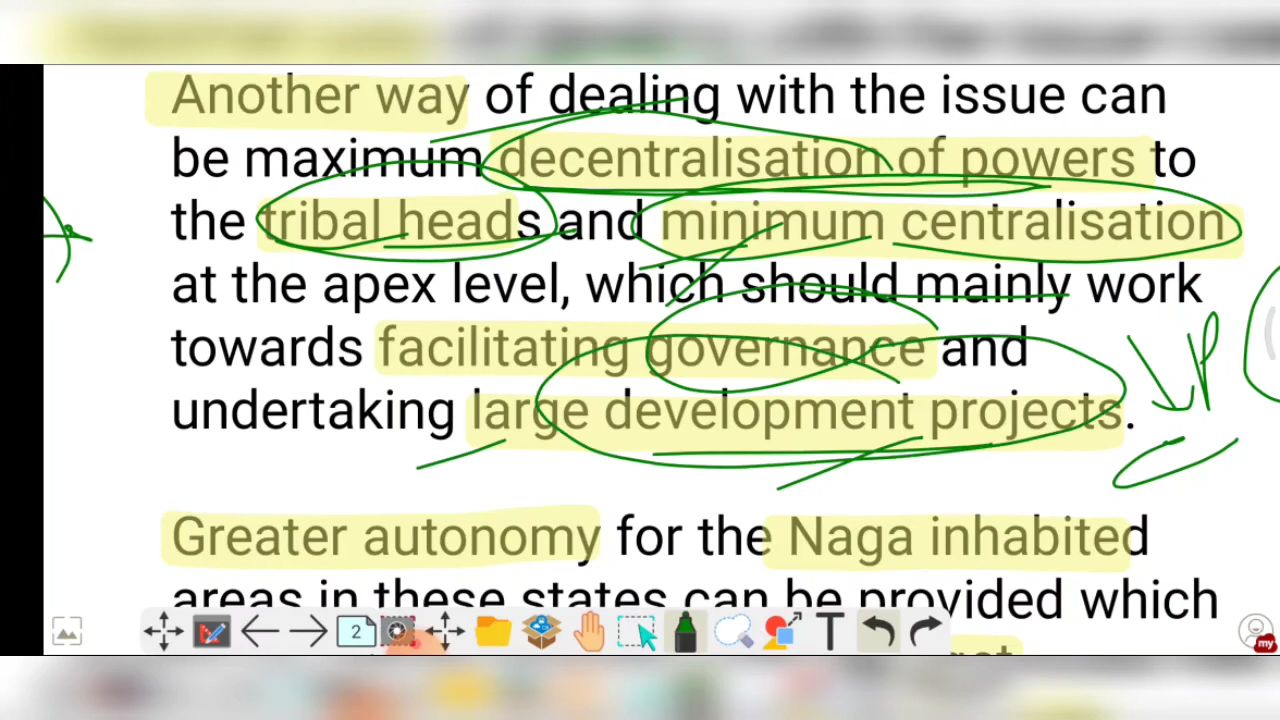 Another way of dealing with the issue can
be maximum decentralisation of powers to
the tribal heads and minimum centralisation
at the apex level, which should mainly work
towards facilitating governance and
undertaking large development projects.
Greater autonomy for the Naga inhabited
areas in these states can be provided which
2
T
my